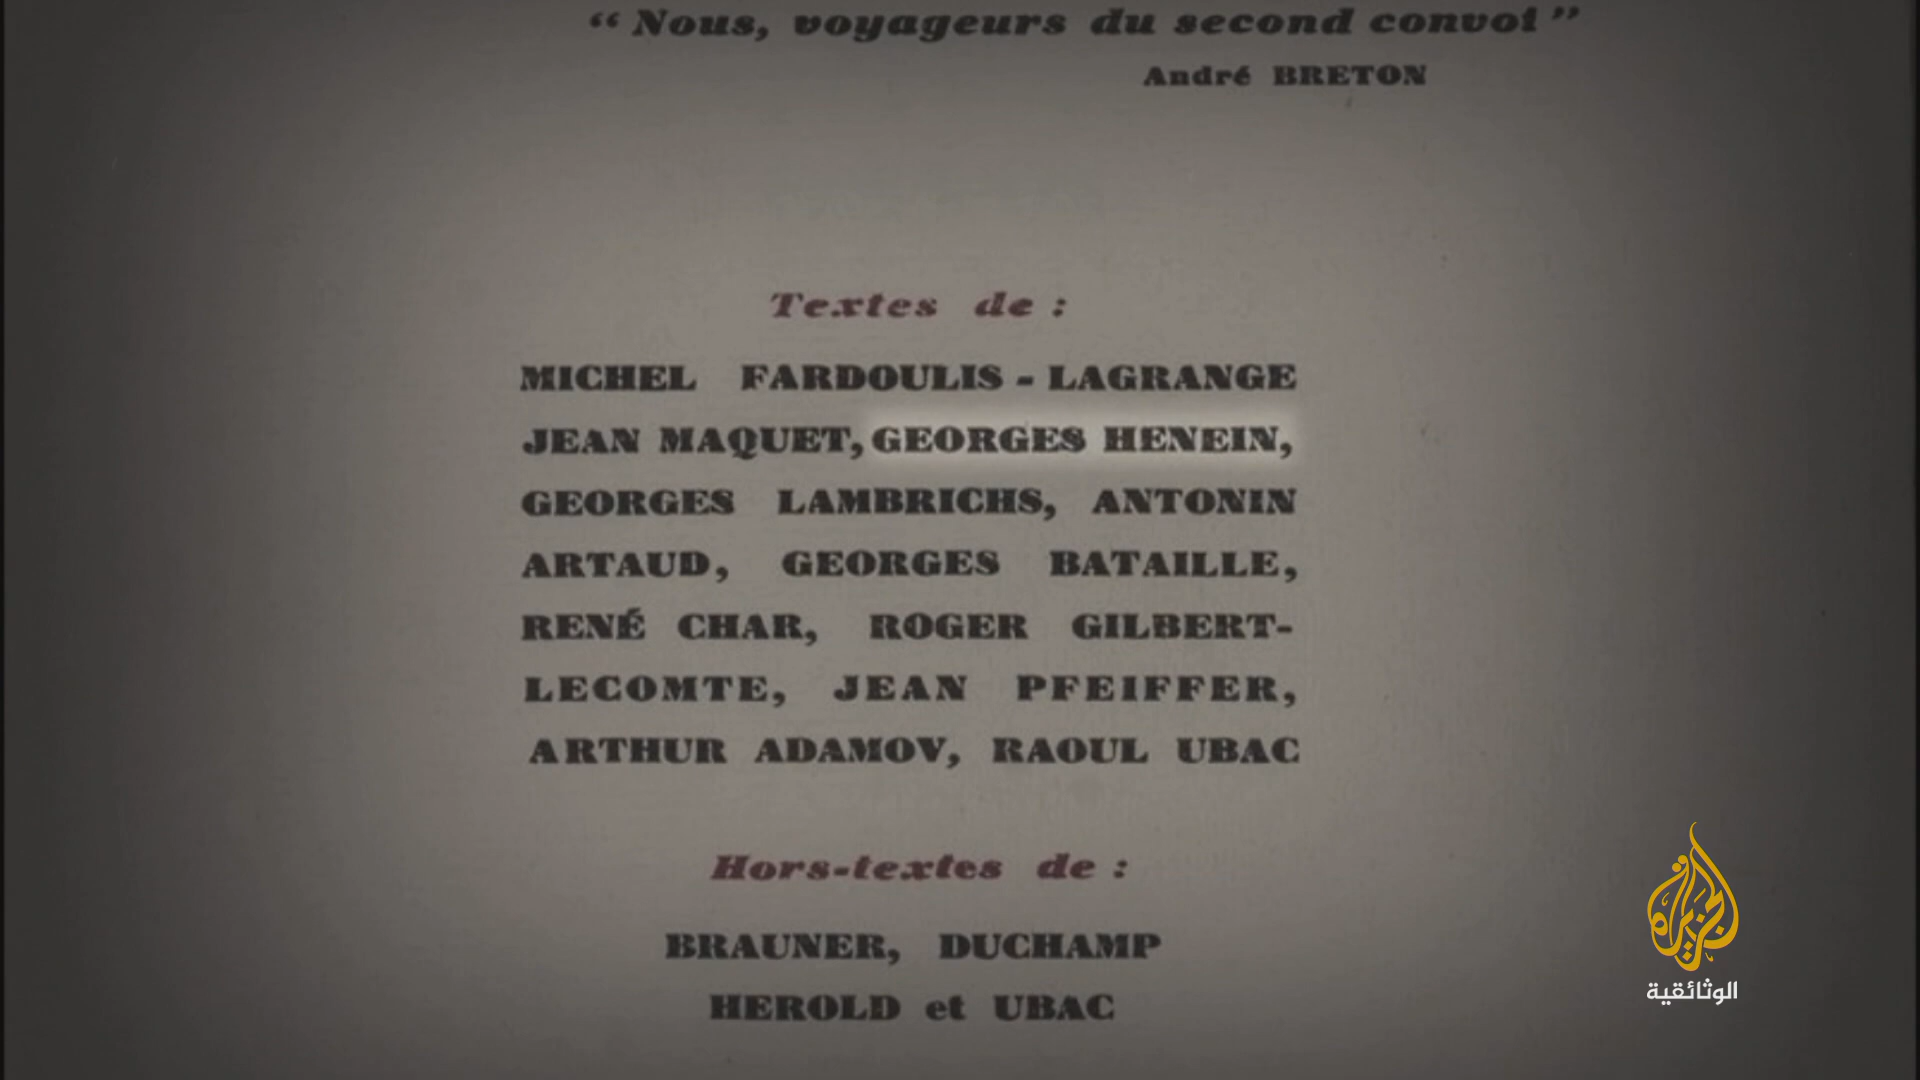 “ Nous, voyageurs du second convoi ”
André BRETON
Textes de :
MICHEL FARDOULIS - LAGRANGE
JEAN MAQUET, GEORGES HENEIN,
GEORGES LAMBRICHS, ANTONIN
ARTAUD, GEORGES BATAILLE,
RENÉ CHAR, ROGER GILBERT-
LECOMTE, JEAN PFEIFFER,
ARTHUR ADAMOV, RAOUL UBAC
Hors-textes de :
BRAUNER, DUCHAMP
HEROLD et UBAC
الجزيرة
الوثائقية